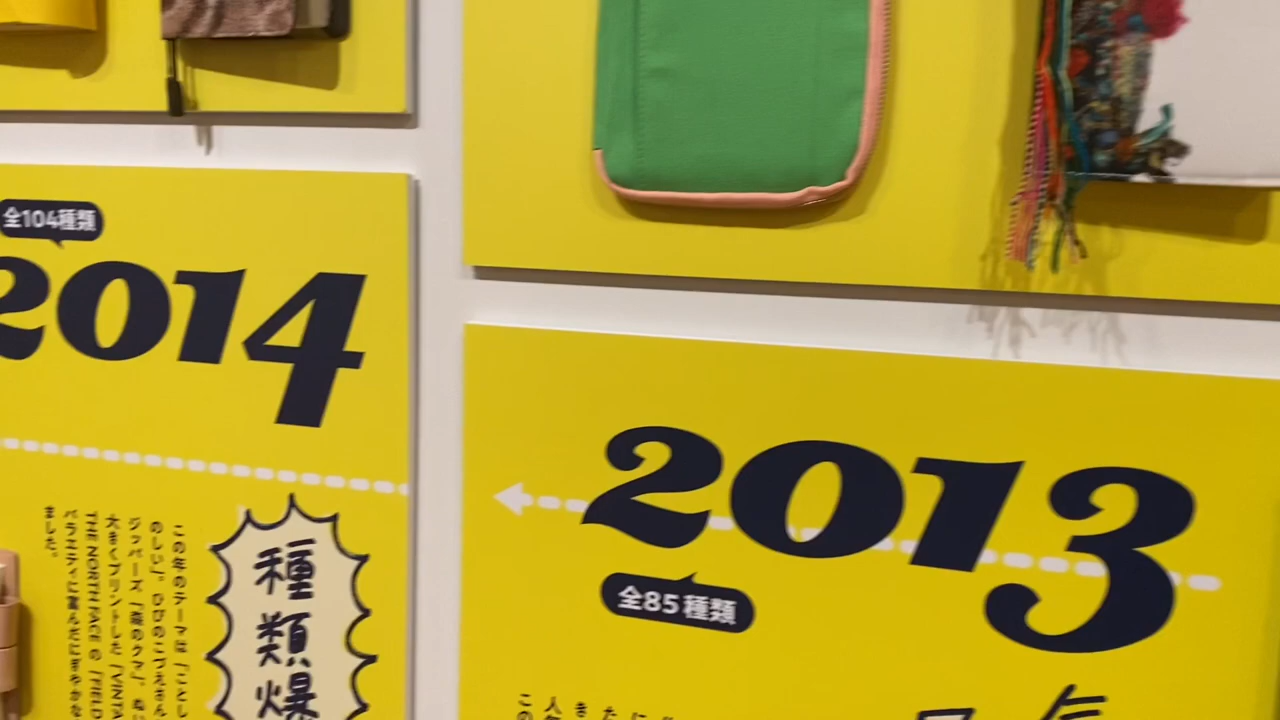 全104種類
2014
種類爆
この年のテーマは「ことし
のしい」。ひびのこづえさん
ジッパーズ「森のクマ」、ぬい
大きくプリントした「VINTA
THE NORTH FACE の「FIELD
バラエティに富んだにぎやかな
ました。
2013
全85種類